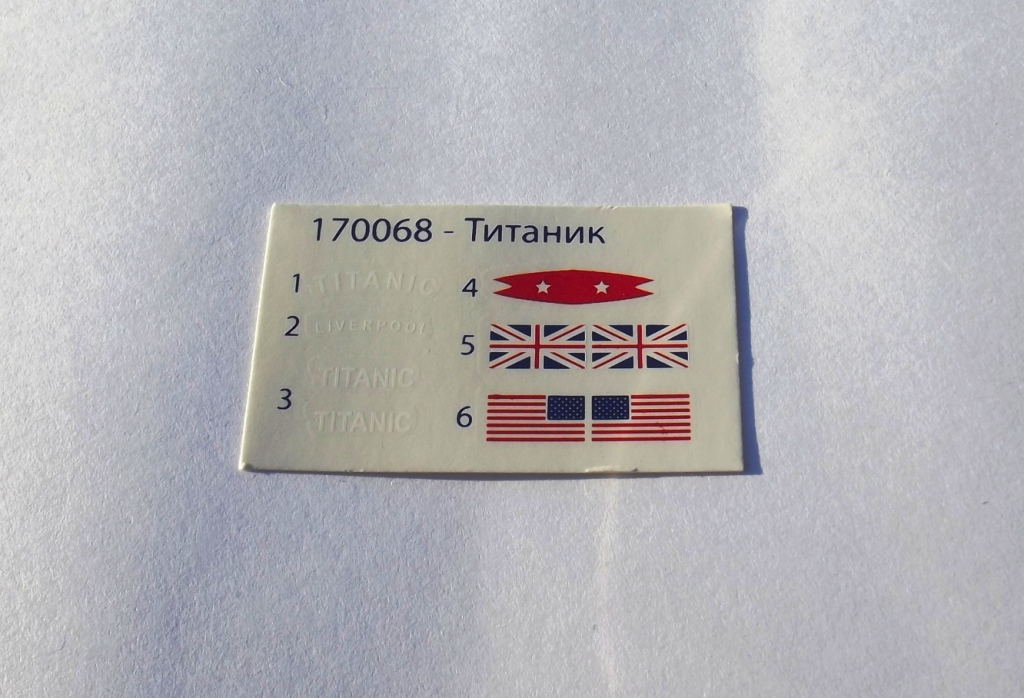 170068 - Титаник
1 TITANIC
2 LIVERPOOL
3 TITANIC
TITANIC
4
5
6